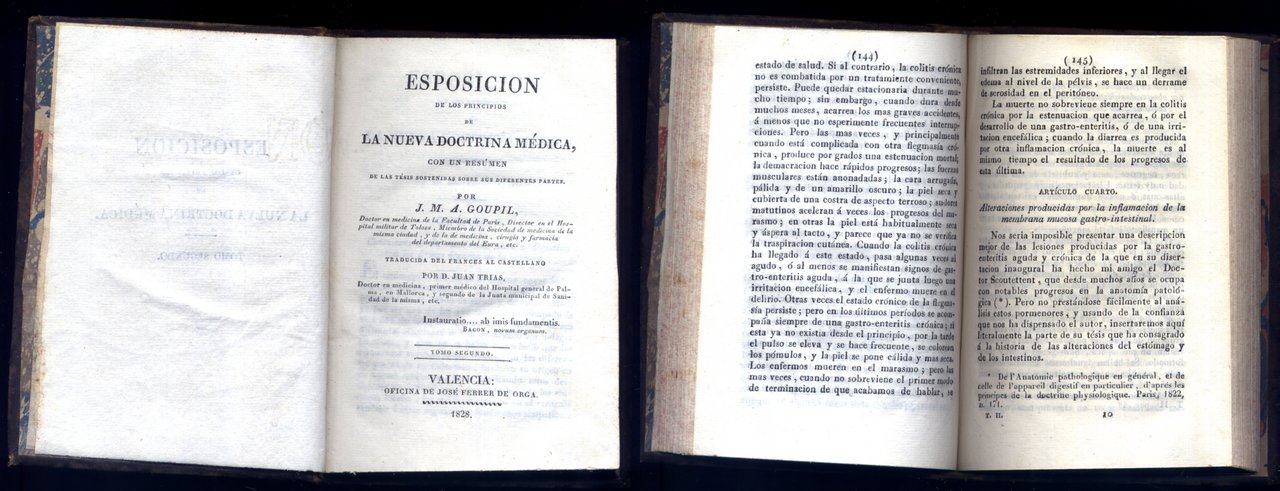 ESPOSICION
DE LOS PRINCIPIOS
DE
LA NUEVA DOCTRINA MÉDICA,
CON UN RESÚMEN
DE LAS TÉSIS SOSTENIDAS SOBRE SUS DIFERENTES PARTES.
POR
J. M. A. GOUPIL,
Doctor en medicina de la Facultad de Paris, Director en el Hos-
pital militar de Tolosa, Miembro de la Sociedad de medicina de la
misma ciudad, y de la de medicina, cirugía y farmacia
del departamento del Eura, etc.
TRADUCIDA DEL FRANCES AL CASTELLANO
POR D. JUAN TRIAS,
Doctor en medicina, primer médico del Hospital general de Pal-
ma, en Mallorca, y segundo de la Junta municipal de Sani-
dad de la misma, etc.
Instauratio.... ab imis fundamentis.
BACON, novum organum.
TOMO SEGUNDO.
VALENCIA:
OFICINA DE JOSÉ FERRER DE ORGA.
1828.
(144)
estado de salud. Si al contrario, la colitis crónica
no es combatida por un tratamiento conveniente,
persiste. Puede quedar estacionaria durante mu-
cho tiempo; sin embargo, cuando dura desde
muchos meses, acarrea los mas graves accidentes,
á menos que no esperimente frecuentes interrup-
ciones. Pero las mas veces, y principalmente
cuando está complicada con otra flegmasía cró-
nica, produce por grados una estenuacion mortal;
la demacracion hace rápidos progresos; las fuerzas
musculares están anonadadas; la cara arrugada,
pálida y de un amarillo oscuro; la piel seca y
cubierta de una costra de aspecto terroso; sudores
matutinos aceleran á veces los progresos del ma-
rasmo; en otras la piel está habitualmente seca
y áspera al tacto, y parece que ya no se verifica
la traspiracion cutánea. Cuando la colitis crónica
ha llegado á este estado, pasa algunas veces al
agudo, ó al menos se manifiestan signos de gas-
tro-enteritis aguda, á la que se junta luego una
irritacion encefálica, y el enfermo muere en el
delirio. Otras veces el estado crónico de la flegma-
sía persiste; pero en los últimos períodos se acom-
paña siempre de una gastro-enteritis crónica; si
esta ya no existia desde el principio, por la tarde
el pulso se eleva y se hace frecuente, se coloran
los pómulos, y la piel se pone cálida y mas seca.
Los enfermos mueren en el marasmo; pero las
mas veces, cuando no sobreviene el primer modo
de terminacion de que acabamos de hablar, se
(145)
infiltran las estremidades inferiores, y al llegar el
edema al nivel de la pélvis, se hace un derrame
de serosidad en el peritóneo.
La muerte no sobreviene siempre en la colitis
crónica por la estenuacion que acarrea, ó por el
desarrollo de una gastro-enteritis, ó de una irri-
tacion encefálica; cuando la diarrea es producida
por otra inflamacion crónica, la muerte es al
mismo tiempo el resultado de los progresos de
esta última.
ARTÍCULO CUARTO.
Alteraciones producidas por la inflamacion de la
membrana mucosa gastro-intestinal.
Nos seria imposible presentar una descripcion
mejor de las lesiones producidas por la gastro-
enteritis aguda y crónica de la que en su diser-
tacion inaugural ha hecho mi amigo el Doc-
tor Scoutettent, que desde muchos años se ocupa
con notables progresos en la anatomía patoló-
gica (*). Pero no prestándose fácilmente al aná-
lisis estos pormenores, y usando de la confianza
que nos ha dispensado el autor, insertaremos aquí
literalmente la parte de su tésis que ha consagrado
á la historia de las alteraciones del estómago y
de los intestinos.
* De l'Anatomie pathologique en général, et de
celle de l'appareil digestif en particulier, d'aprés les
principes de la doctrine physiologique. Paris, 1822,
n. 171.
T. II. 10